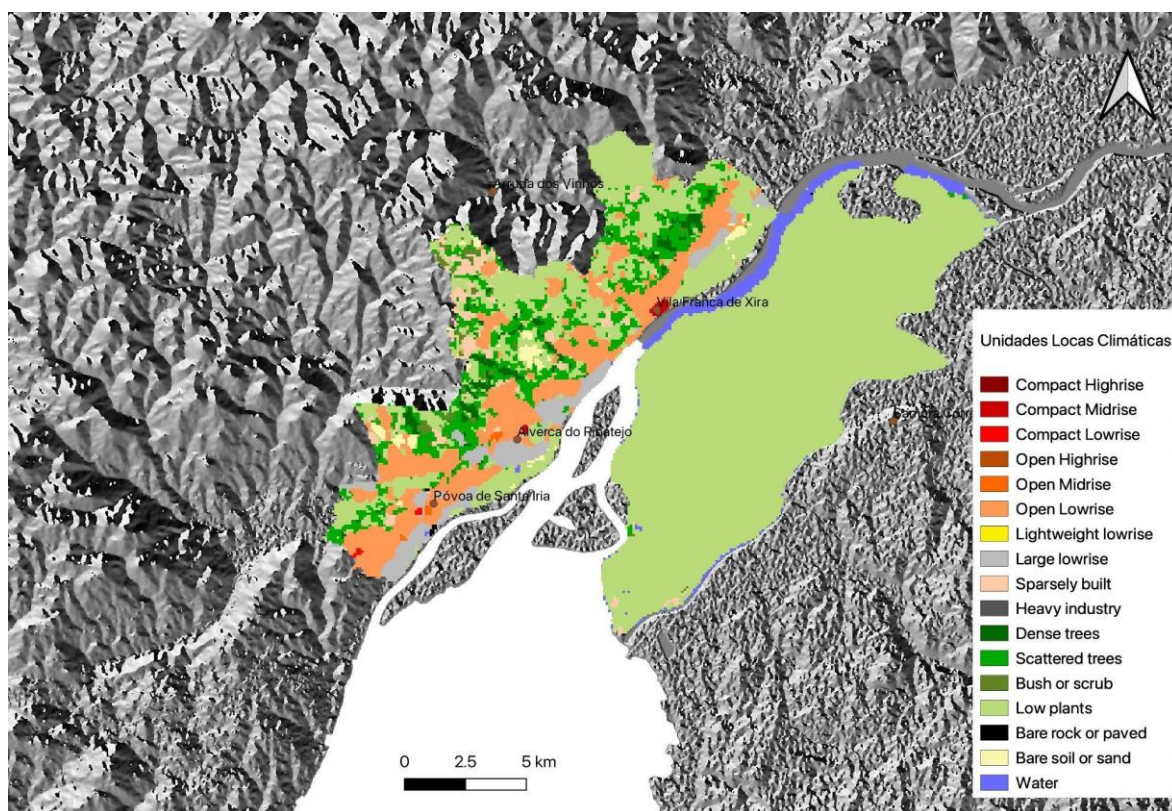 Arruda dos Vinhos
Vila Franca de Xira
Alverca do Ribatejo
Póvoa de Santa Iria
0 2.5 5 km
Unidades Locas Climáticas
Compact Highrise
Compact Midrise
Compact Lowrise
Open Highrise
Open Midrise
Open Lowrise
Lightweight lowrise
Large lowrise
Sparsely built
Heavy industry
Dense trees
Scattered trees
Bush or scrub
Low plants
Bare rock or paved
Bare soil or sand
Water